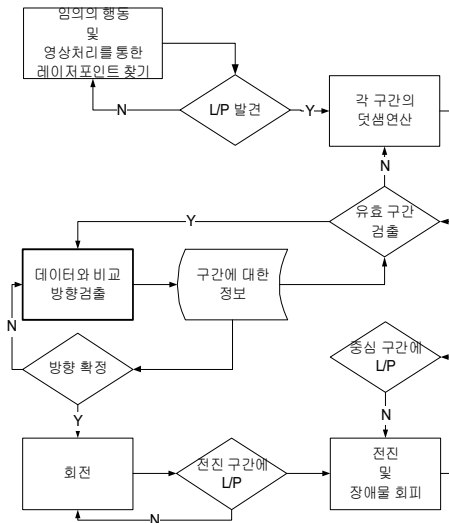 임의의 행동
및
영상처리를 통한
레이저포인트 찾기
N
L/P 발견
Y
각 구간의
덧셈연산
N
Y
유효 구간
검출
데이터와 비교
방향검출
구간에 대한
정보
N
방향 확정
중심 구간에
L/P
Y
N
회전
전진 구간에
L/P
전진
및
장애물 회피
N